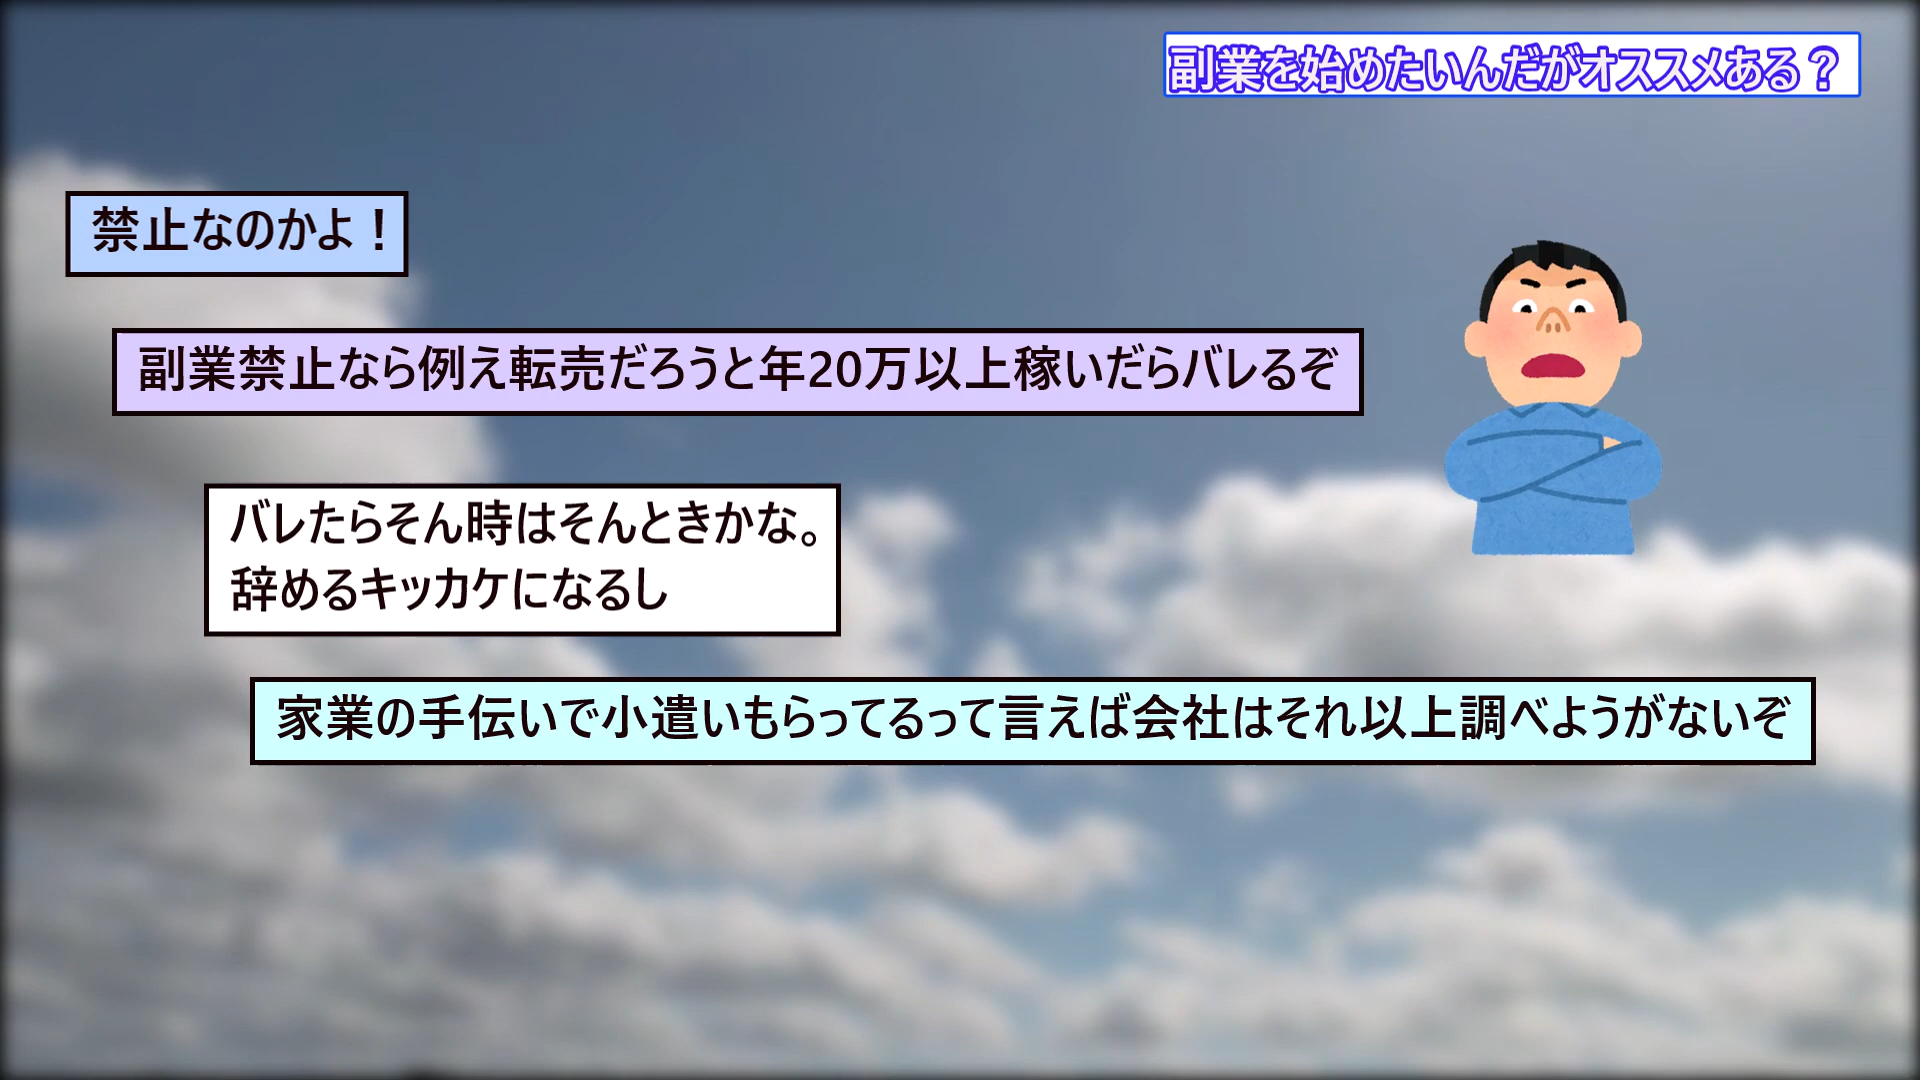 副業を始めたいんだがオススメある？
禁止なのかよ！
副業禁止なら例え転売だろうと年20万以上稼いだらバレるぞ
バレたらそん時はそんときかな。
辞めるキッカケになるし
家業の手伝いで小遣いもらってるって言えば会社はそれ以上調べようがないぞ